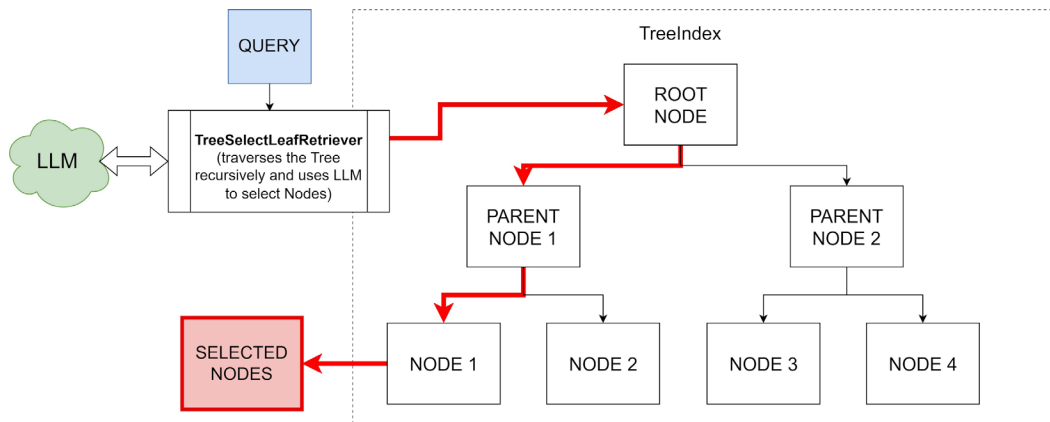 TreeIndex
QUERY
ROOT
NODE
TreeSelectLeafRetriever
(traverses the Tree
recursively and uses LLM
to select Nodes)
LLM
PARENT
NODE 1
PARENT
NODE 2
SELECTED
NODES
NODE 1
NODE 2
NODE 3
NODE 4